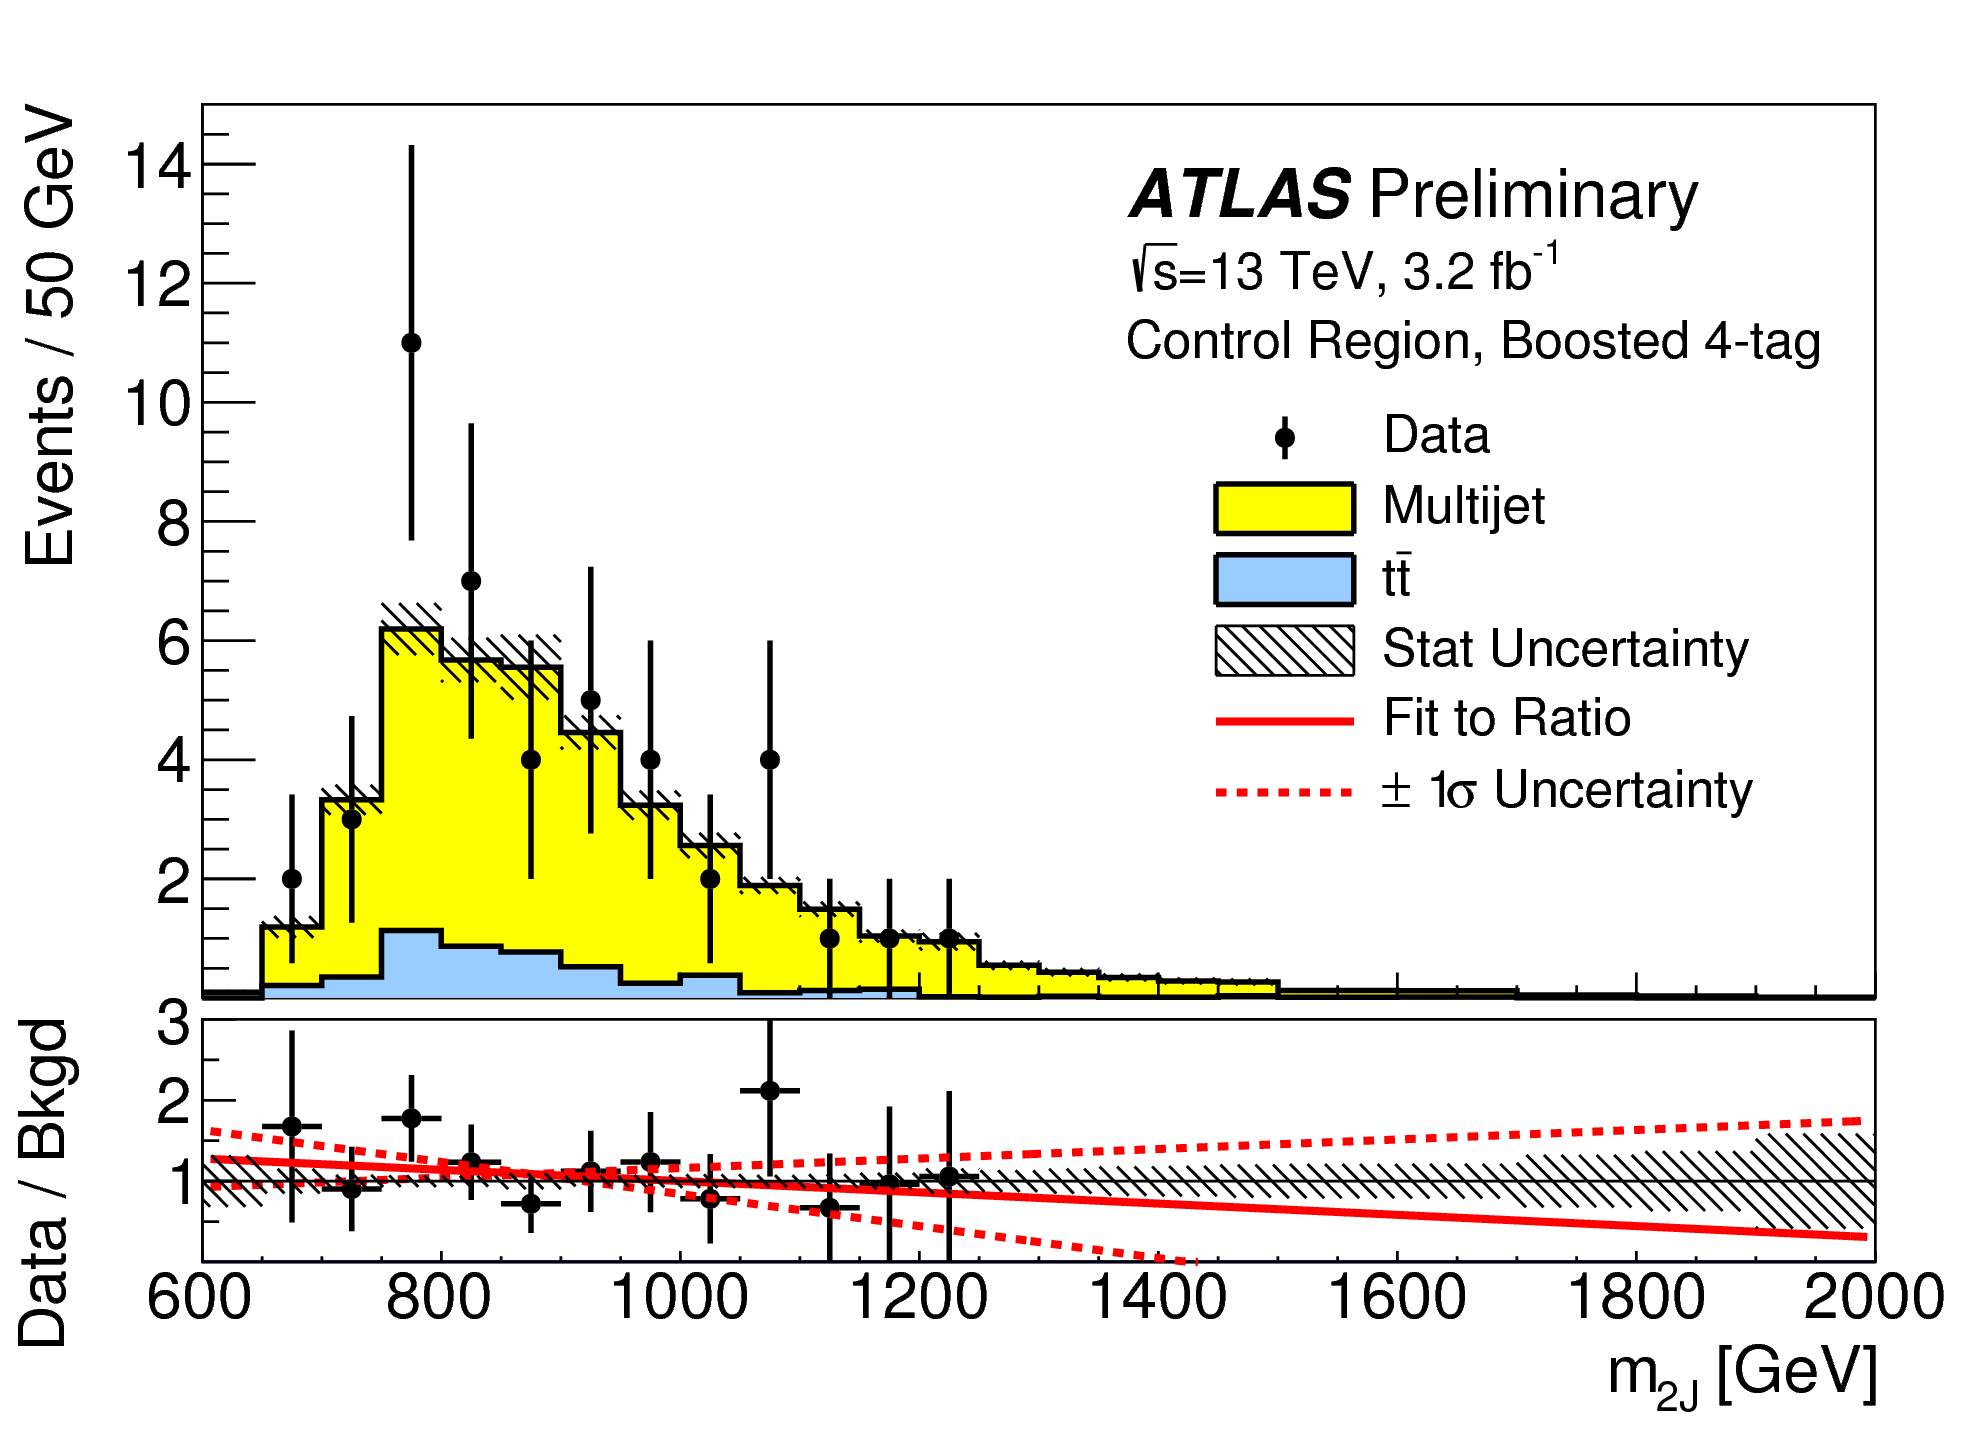 Events / 50 GeV
14
12
10
8
6
4
2
ATLAS Preliminary
√s=13 TeV, 3.2 fb⁻¹
Control Region, Boosted 4-tag
Data
Multijet
tt̄
Stat Uncertainty
Fit to Ratio
± 1σ Uncertainty
Data / Bkgd
3
2
1
600 800 1000 1200 1400 1600 1800 2000
m₂J [GeV]